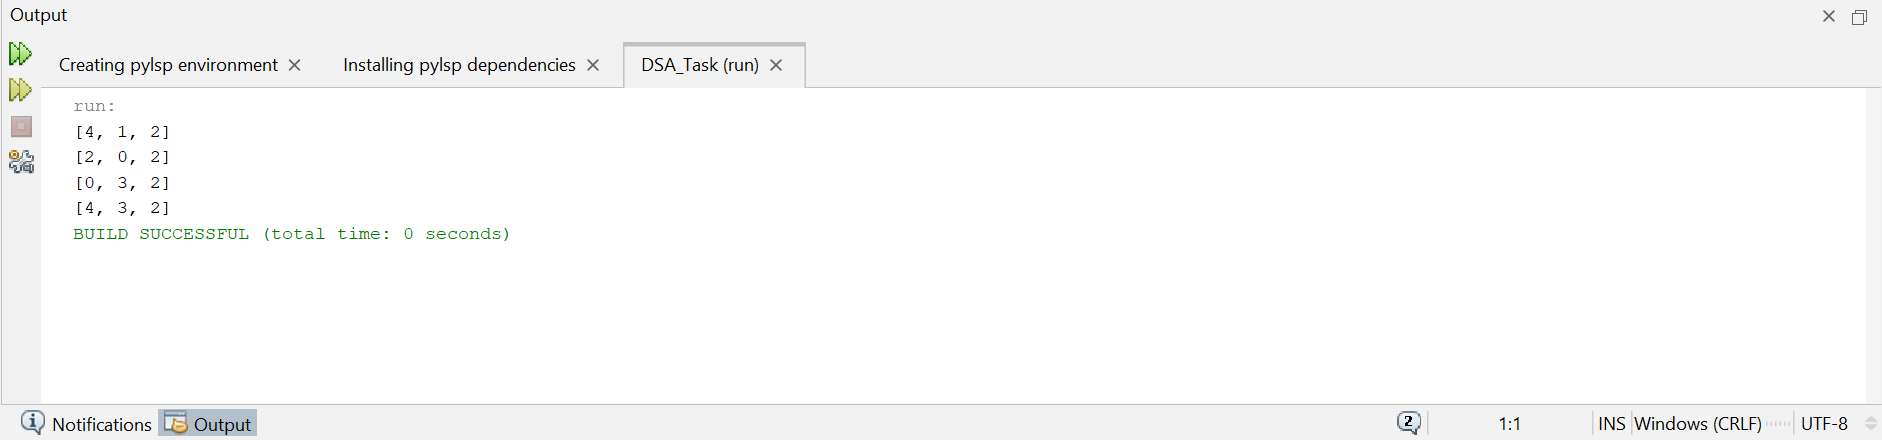 Output
Creating pylsp environment
Installing pylsp dependencies
DSA_Task (run)
run:
[4, 1, 2]
[2, 0, 2]
[0, 3, 2]
[4, 3, 2]
BUILD SUCCESSFUL (total time: 0 seconds)
Notifications
Output
2
1:1
INS
Windows (CRLF)
UTF-8